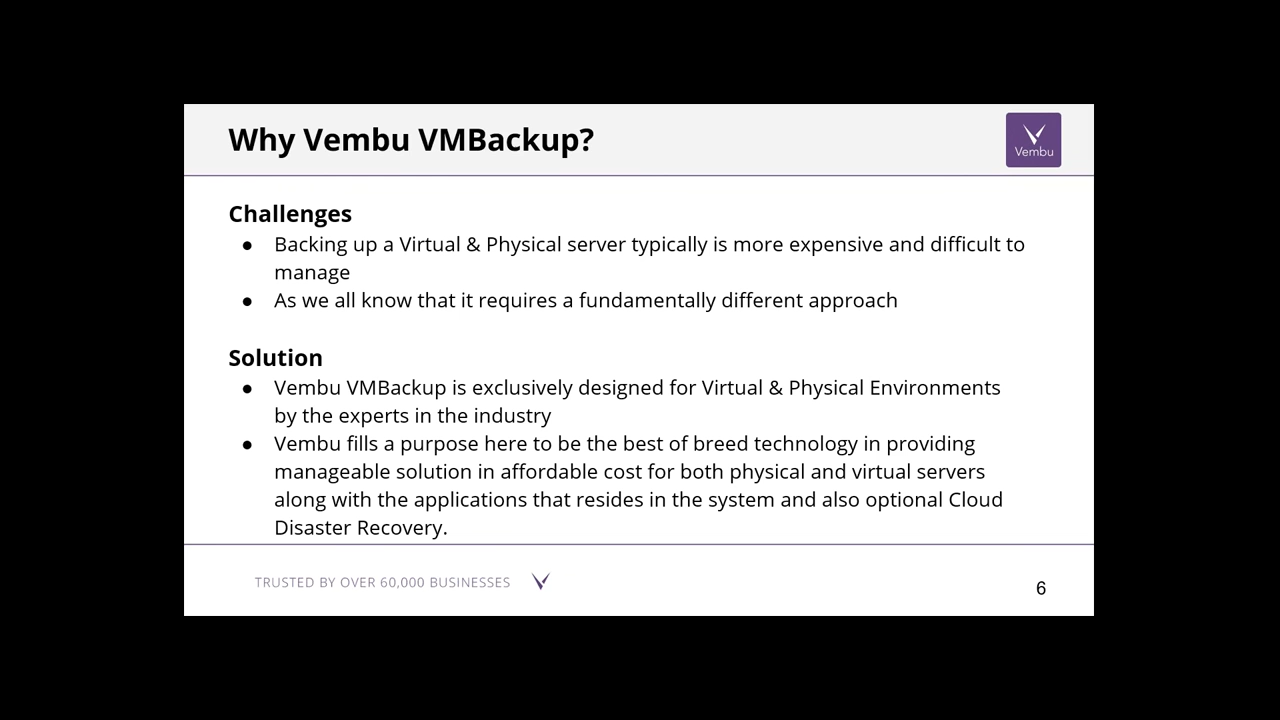 Why Vembu VMBackup?
Vembu
Challenges
● Backing up a Virtual & Physical server typically is more expensive and difficult to
manage
● As we all know that it requires a fundamentally different approach
Solution
● Vembu VMBackup is exclusively designed for Virtual & Physical Environments
by the experts in the industry
● Vembu fills a purpose here to be the best of breed technology in providing
manageable solution in affordable cost for both physical and virtual servers
along with the applications that resides in the system and also optional Cloud
Disaster Recovery.
TRUSTED BY OVER 60,000 BUSINESSES
6